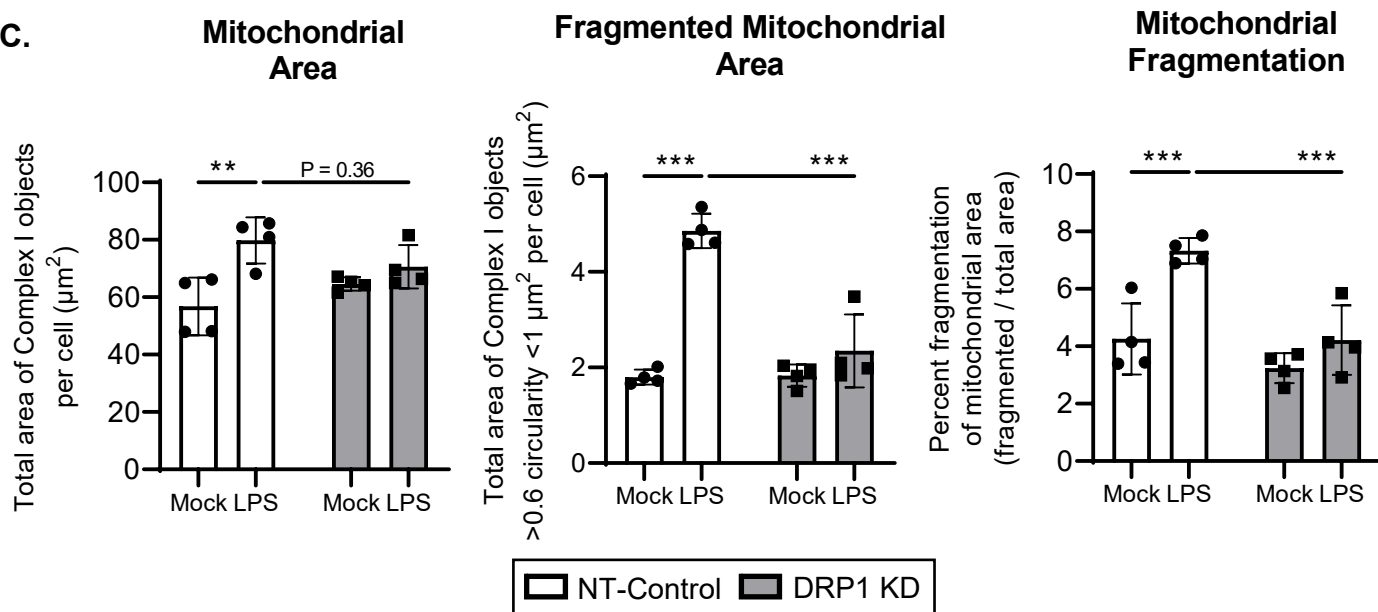 C.
Mitochondrial
Area
Total area of Complex I objects
per cell (µm²)
100
80
60
40
20
0
**
P = 0.36
Mock LPS
Mock LPS
Fragmented Mitochondrial
Area
Total area of Complex I objects
>0.6 circularity <1 µm² per cell (µm²)
6
4
2
0
***
***
Mock LPS
Mock LPS
Mitochondrial
Fragmentation
Percent fragmentation
of mitochondrial area
(fragmented / total area)
10
8
6
4
2
0
***
***
Mock LPS
Mock LPS
NT-Control
DRP1 KD